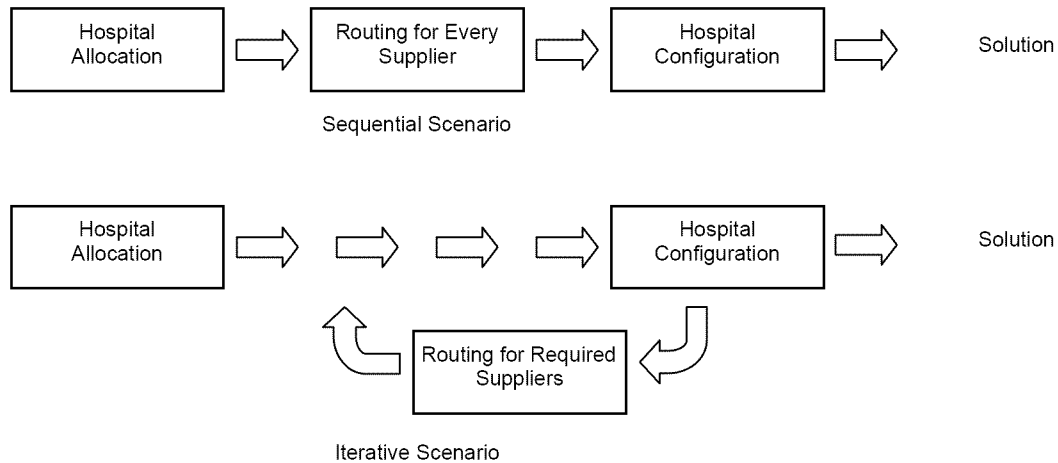 Hospital
Allocation
Routing for Every
Supplier
Hospital
Configuration
Solution
Sequential Scenario
Hospital
Allocation
Hospital
Configuration
Solution
Routing for Required
Suppliers
Iterative Scenario